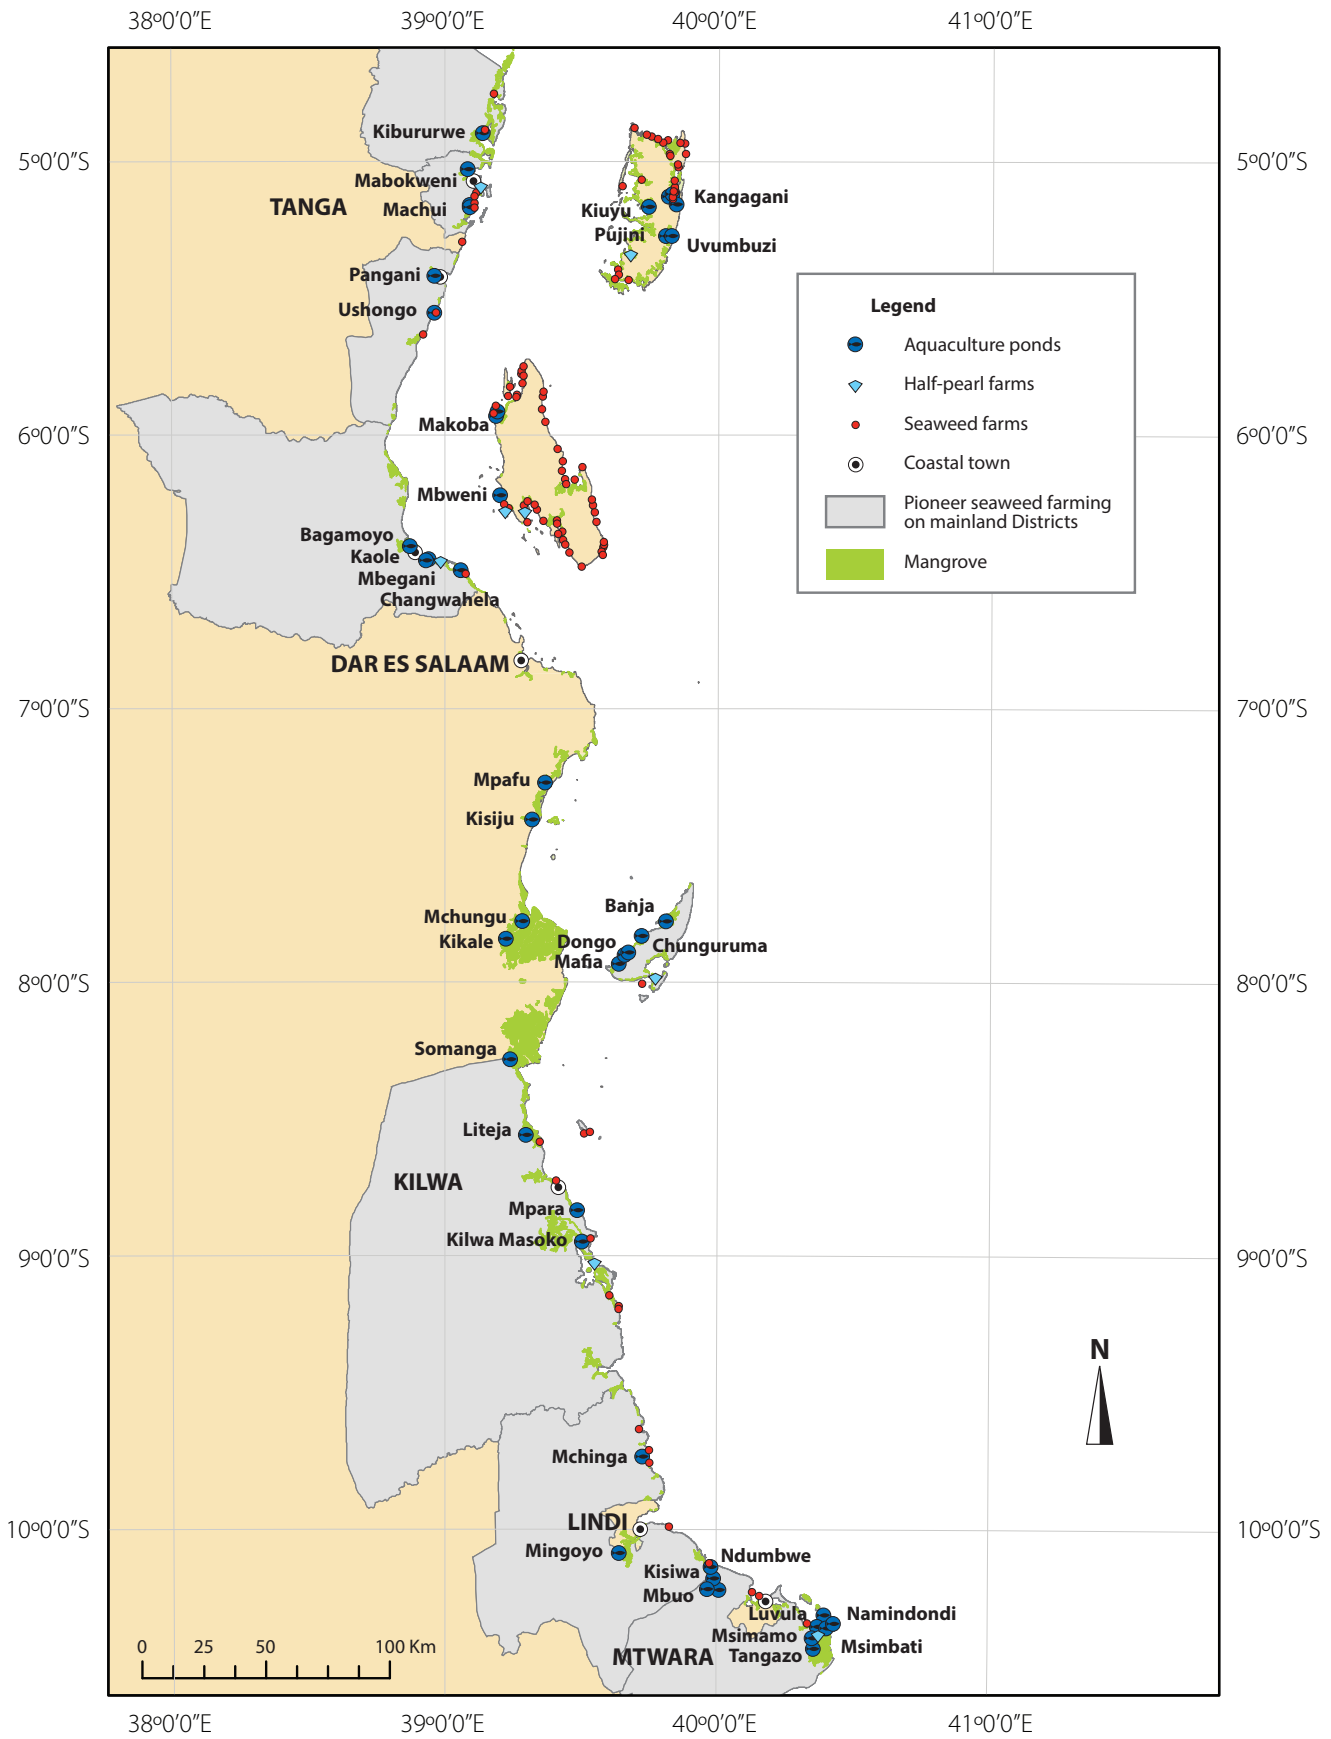 38º0'0"E 39º0'0"E 40º0'0"E 41º0'0"E
Kibururwe
5º0'0"S 5º0'0"S
Mabokweni
Kangagani
TANGA
Machui
Kiuyu
Pujini
Uvumbuzi
Pangani
Ushongo
Legend
Aquaculture ponds
Half-pearl farms
Seaweed farms
Coastal town
Pioneer seaweed farming
on mainland Districts
Mangrove
Makoba
6º0'0"S 6º0'0"S
Mbweni
Bagamoyo
Kaole
Mbegani
Changwahela
DAR ES SALAAM
7º0'0"S 7º0'0"S
Mpafu
Kisiju
Banja
Mchungu
Kikale
Dongo
Chunguruma
Mafia
8º0'0"S 8º0'0"S
Somanga
Liteja
KILWA
Mpara
Kilwa Masoko
9º0'0"S 9º0'0"S
N
Mchinga
LINDI
10º0'0"S 10º0'0"S
Mingoyo
Ndumbwe
Kisiwa
Mbuo
Luvula
Namindondi
Msimamo
Msimbati
Tangazo
MTWARA
0 25 50 100 Km
38º0'0"E 39º0'0"E 40º0'0"E 41º0'0"E